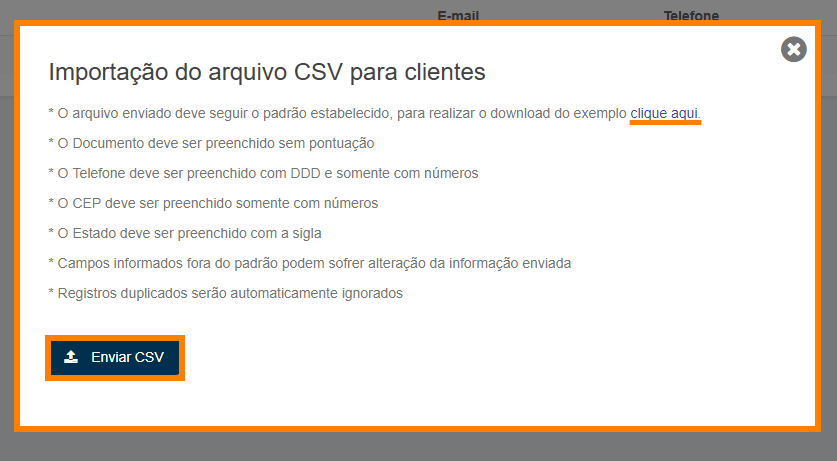 E-mail Telefone
Importação do arquivo CSV para clientes
* O arquivo enviado deve seguir o padrão estabelecido, para realizar o download do exemplo clique aqui.
* O Documento deve ser preenchido sem pontuação
* O Telefone deve ser preenchido com DDD e somente com números
* O CEP deve ser preenchido somente com números
* O Estado deve ser preenchido com a sigla
* Campos informados fora do padrão podem sofrer alteração da informação enviada
* Registros duplicados serão automaticamente ignorados
Enviar CSV